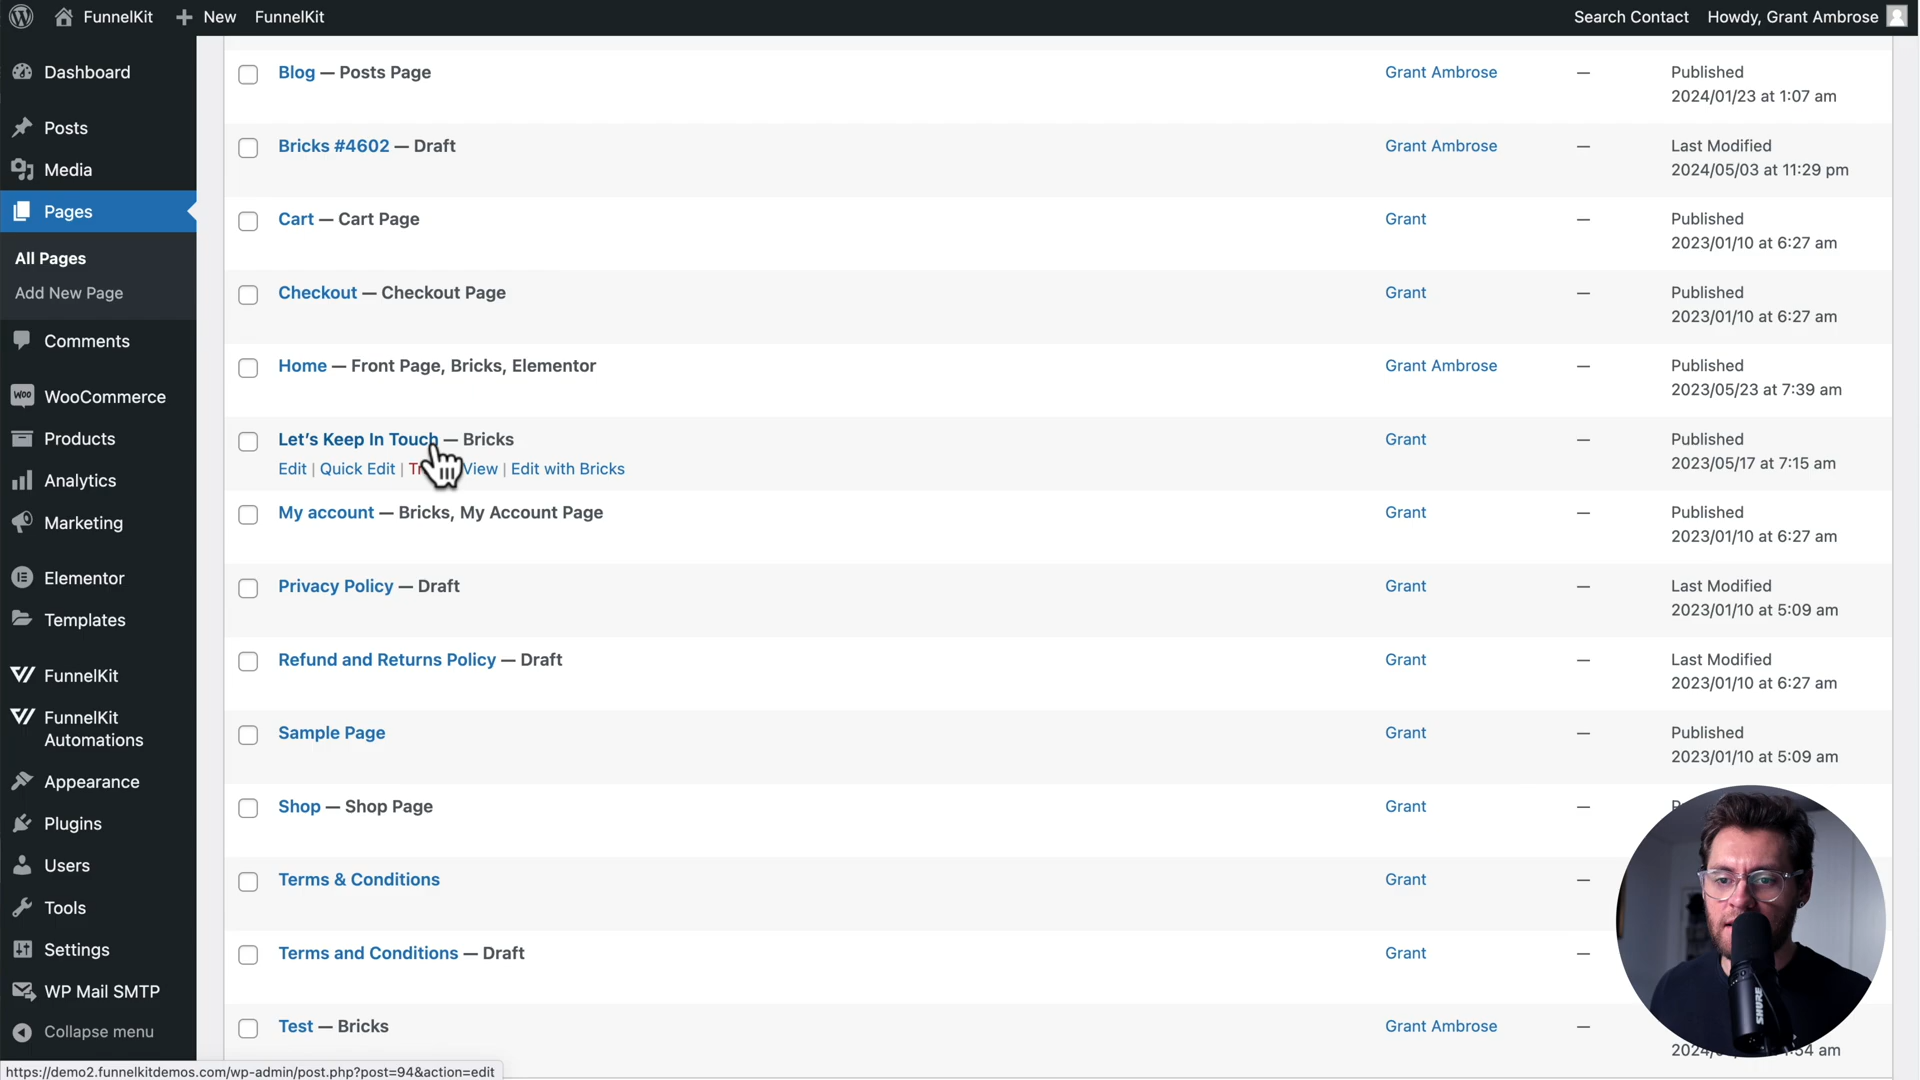 FunnelKit
New
FunnelKit
Search Contact
Howdy, Grant Ambrose
Dashboard
Posts
Media
Pages
All Pages
Add New Page
Comments
WooCommerce
Products
Analytics
Marketing
Elementor
Templates
FunnelKit
FunnelKit
Automations
Appearance
Plugins
Users
Tools
Settings
WP Mail SMTP
Collapse menu
Blog — Posts Page
Grant Ambrose
—
Published
2024/01/23 at 1:07 am
Bricks #4602 — Draft
Grant Ambrose
—
Last Modified
2024/05/03 at 11:29 pm
Cart — Cart Page
Grant
—
Published
2023/01/10 at 6:27 am
Checkout — Checkout Page
Grant
—
Published
2023/01/10 at 6:27 am
Home — Front Page, Bricks, Elementor
Grant Ambrose
—
Published
2023/05/23 at 7:39 am
Let’s Keep In Touch — Bricks
Edit | Quick Edit | View | Edit with Bricks
Grant
—
Published
2023/05/17 at 7:15 am
My account — Bricks, My Account Page
Grant
—
Published
2023/01/10 at 6:27 am
Privacy Policy — Draft
Grant
—
Last Modified
2023/01/10 at 5:09 am
Refund and Returns Policy — Draft
Grant
—
Last Modified
2023/01/10 at 6:27 am
Sample Page
Grant
—
Published
2023/01/10 at 5:09 am
Shop — Shop Page
Grant
—
Terms & Conditions
Grant
—
Terms and Conditions — Draft
Grant
—
Test — Bricks
Grant Ambrose
—
am
SHURE
https://demo2.funnelkitdemos.com/wp-admin/post.php?post=94&action=edit